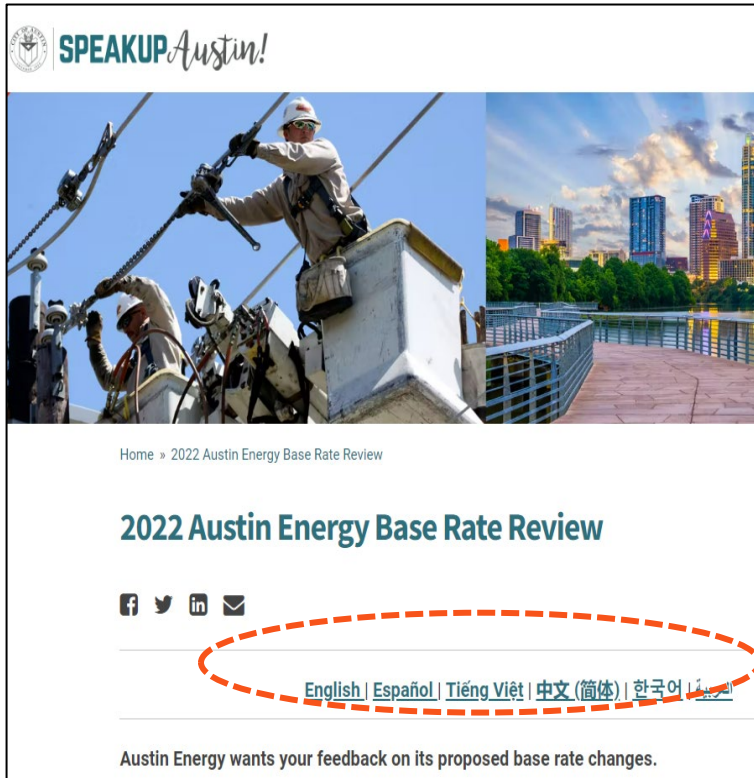 SPEAKUP Austin!
Home » 2022 Austin Energy Base Rate Review
2022 Austin Energy Base Rate Review
English | Español | Tiếng Việt | 中文 (简体) | 한국어 |
Austin Energy wants your feedback on its proposed base rate changes.